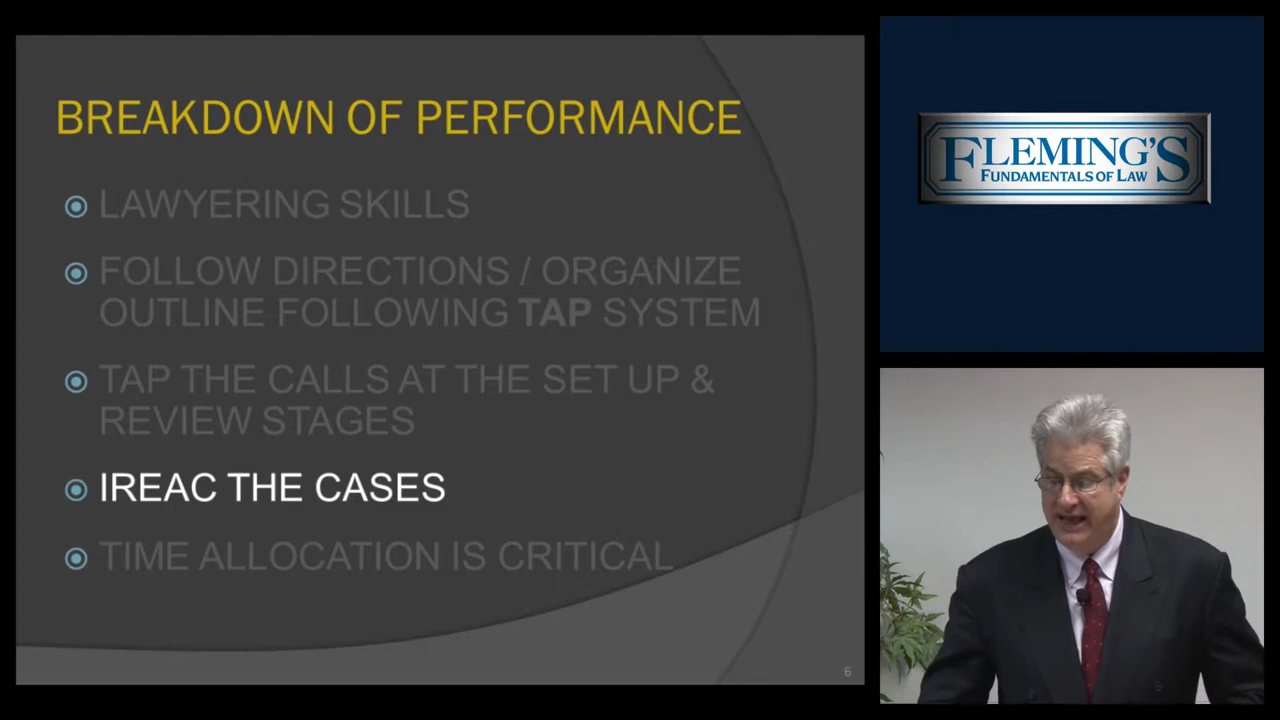 BREAKDOWN OF PERFORMANCE
LAWYERING SKILLS
FOLLOW DIRECTIONS / ORGANIZE
OUTLINE FOLLOWING TAP SYSTEM
TAP THE CALLS AT THE SET UP &
REVIEW STAGES
IREAC THE CASES
TIME ALLOCATION IS CRITICAL
6
FLEMING'S
FUNDAMENTALS OF LAW